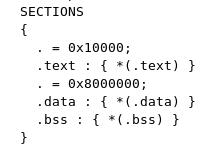 SECTIONS
{
  . = 0x10000;
  .text : { *(.text) }
  . = 0x8000000;
  .data : { *(.data) }
  .bss : { *(.bss) }
}